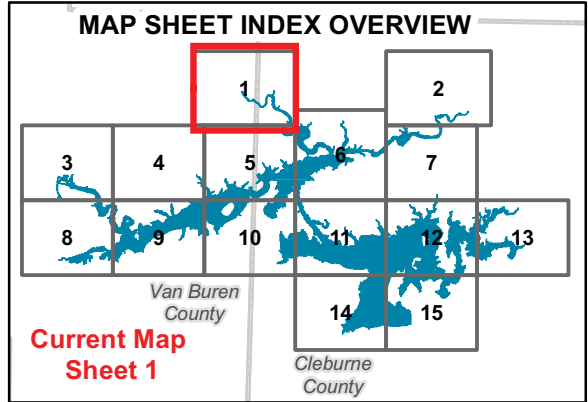 MAP SHEET INDEX OVERVIEW
1
2
3
4
5
6
7
8
9
10
11
12
13
Van Buren
County
14
15
Current Map
Sheet 1
Cleburne
County